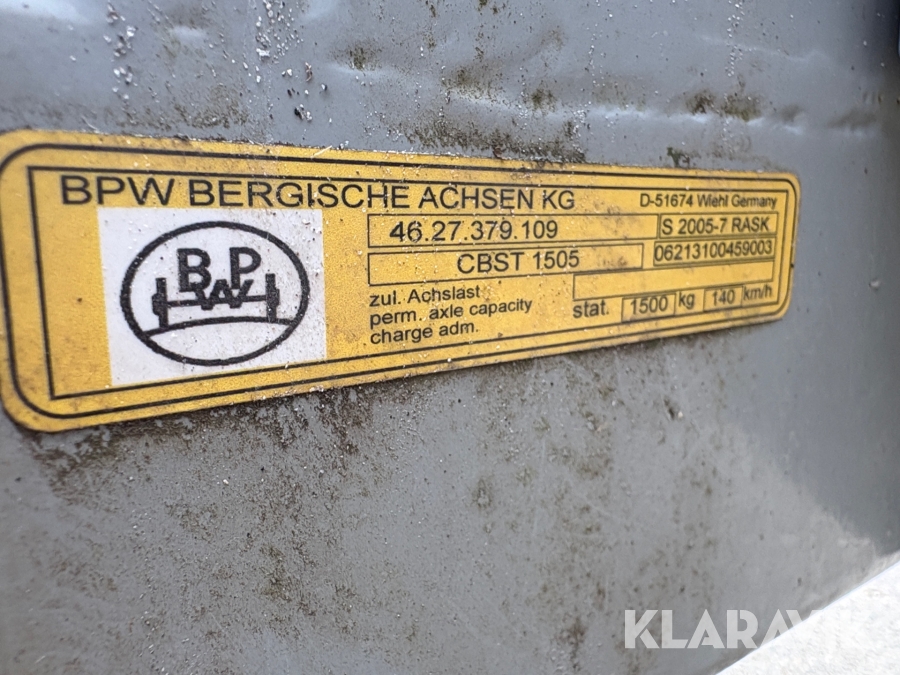 BPW BERGISCHE ACHSEN KG
D-51674 Wiehl Germany
46.27.379.109
S 2005-7 RASK
CBST 1505
06213100459003
BPW
zul. Achslast
perm. axle capacity
charge adm.
stat. 1500 kg 140 km/h
KLARAVIK